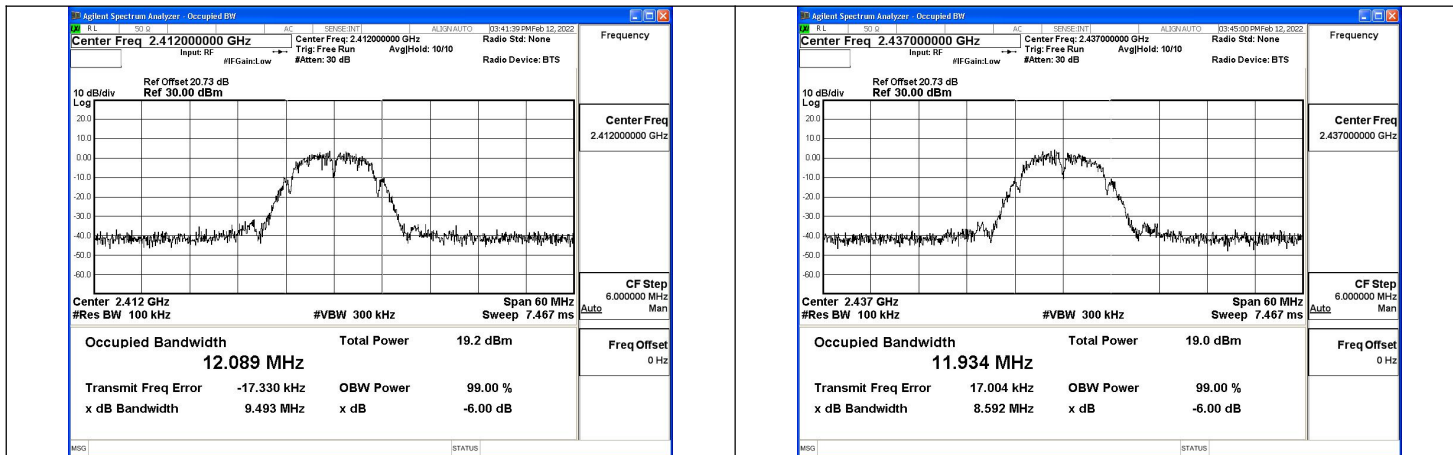 Agilent Spectrum Analyzer - Occupied BW
RL 50 Ω AC SENSE:INT ALIGN AUTO 03:41:39 PM Feb 12, 2022
Center Freq 2.412000000 GHz Center Freq: 2.412000000 GHz Radio Std: None Frequency
Input: RF Trig: Free Run Avg|Hold: 10/10
#IFGain:Low #Atten: 30 dB Radio Device: BTS
Ref Offset 20.73 dB
10 dB/div Ref 30.00 dBm
Log
20.0
10.0
0.00
-10.0
-20.0
-30.0
-40.0
-50.0
-60.0
Center 2.412 GHz Span 60 MHz
#Res BW 100 kHz #VBW 300 kHz Sweep 7.467 ms
Center Freq
2.412000000 GHz
CF Step
6.000000 MHz
Auto Man
Freq Offset
0 Hz
Occupied Bandwidth Total Power 19.2 dBm
12.089 MHz
Transmit Freq Error -17.330 kHz OBW Power 99.00 %
x dB Bandwidth 9.493 MHz x dB -6.00 dB
MSG STATUS
Agilent Spectrum Analyzer - Occupied BW
RL 50 Ω AC SENSE:INT ALIGN AUTO 03:45:00 PM Feb 12, 2022
Center Freq 2.437000000 GHz Center Freq: 2.437000000 GHz Radio Std: None Frequency
Input: RF Trig: Free Run Avg|Hold: 10/10
#IFGain:Low #Atten: 30 dB Radio Device: BTS
Ref Offset 20.73 dB
10 dB/div Ref 30.00 dBm
Log
20.0
10.0
0.00
-10.0
-20.0
-30.0
-40.0
-50.0
-60.0
Center 2.437 GHz Span 60 MHz
#Res BW 100 kHz #VBW 300 kHz Sweep 7.467 ms
Center Freq
2.437000000 GHz
CF Step
6.000000 MHz
Auto Man
Freq Offset
0 Hz
Occupied Bandwidth Total Power 19.0 dBm
11.934 MHz
Transmit Freq Error 17.004 kHz OBW Power 99.00 %
x dB Bandwidth 8.592 MHz x dB -6.00 dB
MSG STATUS